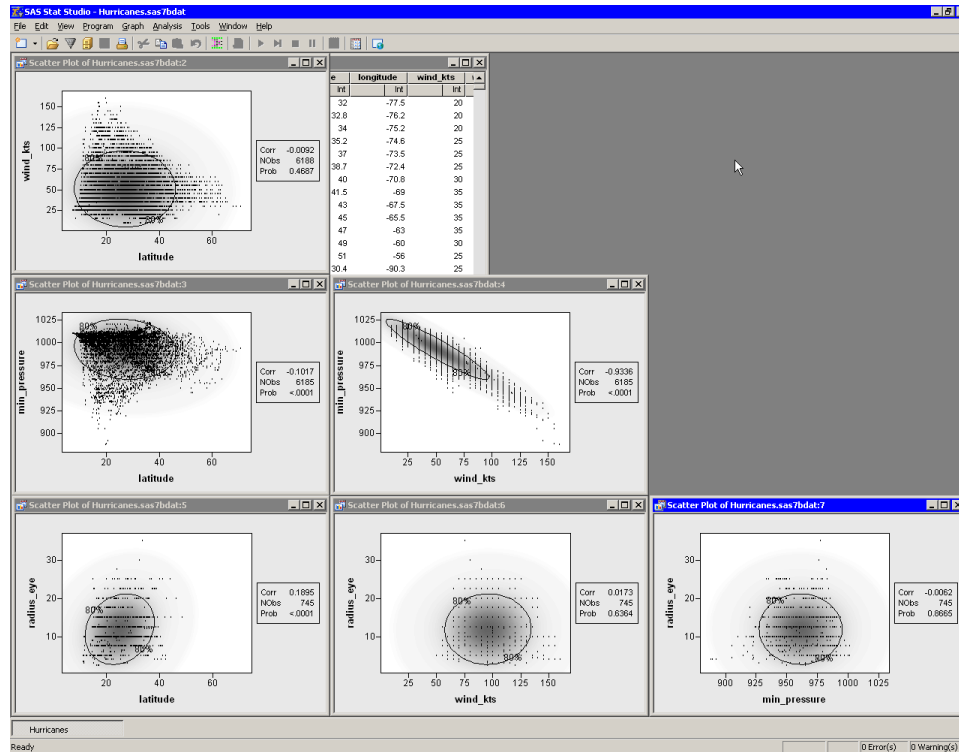 SAS Stat Studio - Hurricanes.sas7bdat
File Edit View Program Graph Analysis Tools Window Help
Scatter Plot of Hurricanes.sas7bdat:2
wind_kts
150
125
100
75
50
25
80%
80%
20 40 60
latitude
Corr -0.0092
NObs 6188
Prob 0.4687
e longitude wind_kts
Int Int Int
32 -77.5 20
32.8 -76.2 20
34 -75.2 20
35.2 -74.6 25
37 -73.5 25
38.7 -72.4 25
40 -70.8 30
41.5 -69 35
43 -67.5 35
45 -65.5 35
47 -63 35
49 -60 30
51 -56 25
30.4 -90.3 25
Scatter Plot of Hurricanes.sas7bdat:3
min_pressure
1025
1000
975
950
925
900
80%
20 40 60
latitude
Corr -0.1017
NObs 6185
Prob <.0001
Scatter Plot of Hurricanes.sas7bdat:4
min_pressure
1025
1000
975
950
925
900
80%
80%
25 50 75 100 125 150
wind_kts
Corr -0.9336
NObs 6185
Prob <.0001
Scatter Plot of Hurricanes.sas7bdat:5
radius_eye
30
20
10
80%
80%
20 40 60
latitude
Corr 0.1895
NObs 745
Prob <.0001
Scatter Plot of Hurricanes.sas7bdat:6
radius_eye
30
20
10
80%
80%
25 50 75 100 125 150
wind_kts
Corr 0.0173
NObs 745
Prob 0.6364
Scatter Plot of Hurricanes.sas7bdat:7
radius_eye
30
20
10
80%
80%
900 925 950 975 1000 1025
min_pressure
Corr -0.0062
NObs 745
Prob 0.8665
Hurricanes
Ready
0 Error(s) 0 Warning(s)